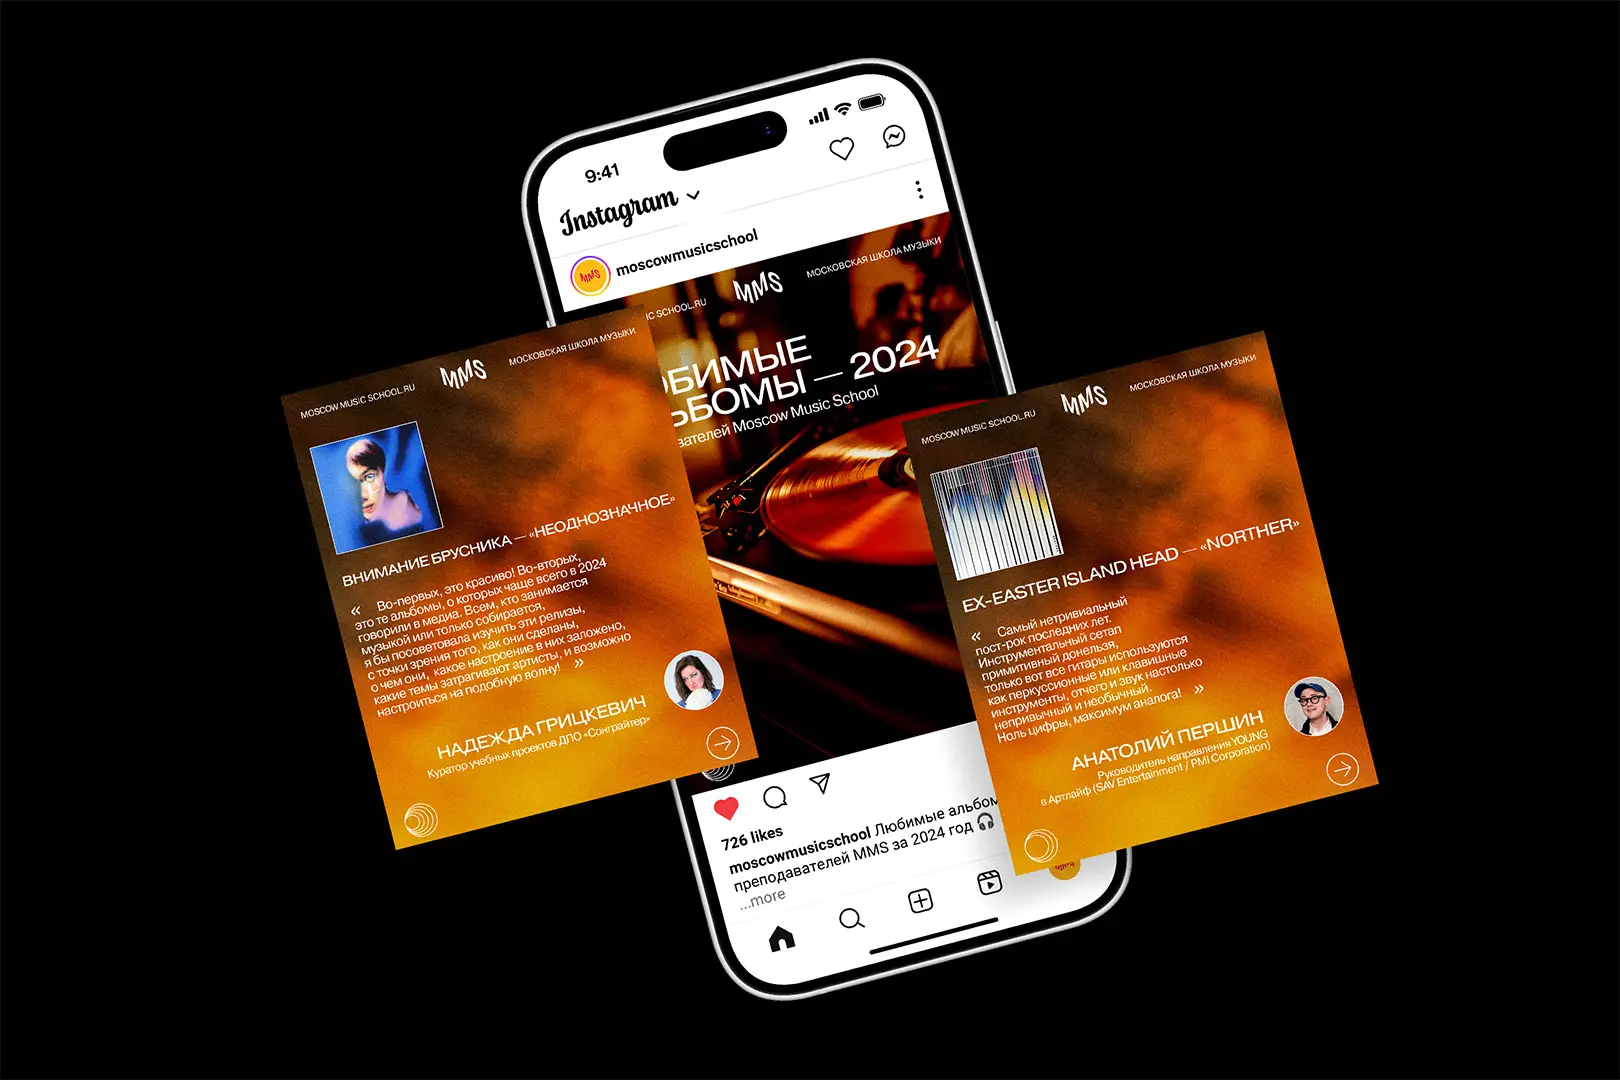 9:41
Instagram
moscowmusicschool
MMS
SCHOOL.RU
MMS
МОСКОВСКАЯ ШКОЛА МУЗЫКИ
— 2024
Moscow Music School
726 likes
moscowmusicschool Любимые
преподавателей MMS за 2024 год
...more
MOSCOW MUSIC SCHOOL.RU
MMS
МОСКОВСКАЯ ШКОЛА МУЗЫКИ
ВНИМАНИЕ БРУСНИКА — «НЕОДНОЗНАЧНОЕ»
« Во-первых, это красиво! Во-вторых,
это те альбомы, о которых чаще всего в 2024
говорили в медиа. Всем, кто занимается
музыкой или только собирается,
я бы посоветовала изучить эти релизы,
с точки зрения того, как они сделаны,
о чем они, какое настроение в них заложено,
какие темы затрагивают артисты, и возможно
настроиться на подобную волну! »
НАДЕЖДА ГРИЦКЕВИЧ
Куратор учебных проектов ДПО «Сонграйтер»
MOSCOW MUSIC SCHOOL.RU
MMS
МОСКОВСКАЯ ШКОЛА МУЗЫКИ
EX-EASTER ISLAND HEAD — «NORTHER»
« Самый нетривиальный
пост-рок последних лет.
Инструментальный сетап
примитивный донельзя,
только вот все гитары используются
как перкуссионные или клавишные
инструменты, отчего и звук настолько
непривычный и необычный.
Ноль цифры, максимум аналога! »
АНАТОЛИЙ ПЕРШИН
Руководитель направления YOUNG
в Артлайф (SAV Entertainment / PMI Corporation)